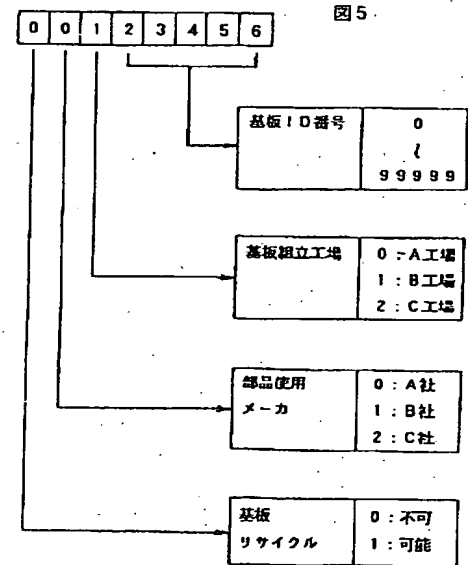 図5
0 0 1 2 3 4 5 6
基板ID番号
0
~
99999
基板組立工場
0:A工場
1:B工場
2:C工場
部品使用
メーカ
0:A社
1:B社
2:C社
基板
リサイクル
0:不可
1:可能